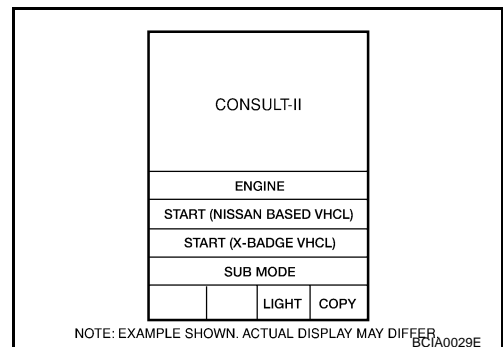 CONSULT-II
ENGINE
START (NISSAN BASED VHCL)
START (X-BADGE VHCL)
SUB MODE
LIGHT COPY
NOTE: EXAMPLE SHOWN. ACTUAL DISPLAY MAY DIFFER.
BCIA0029E